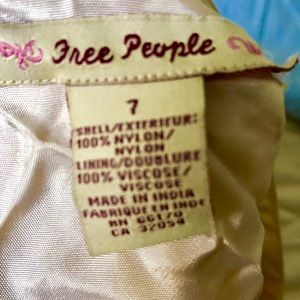 Free People
7
SHELL/EXTERIEUR:
100% NYLON/
NYLON
LINING/DOUBLURE
100% VISCOSE/
VISCOSE
MADE IN INDIA
FABRIQUE EN INDE
RN 66170
CA 32054